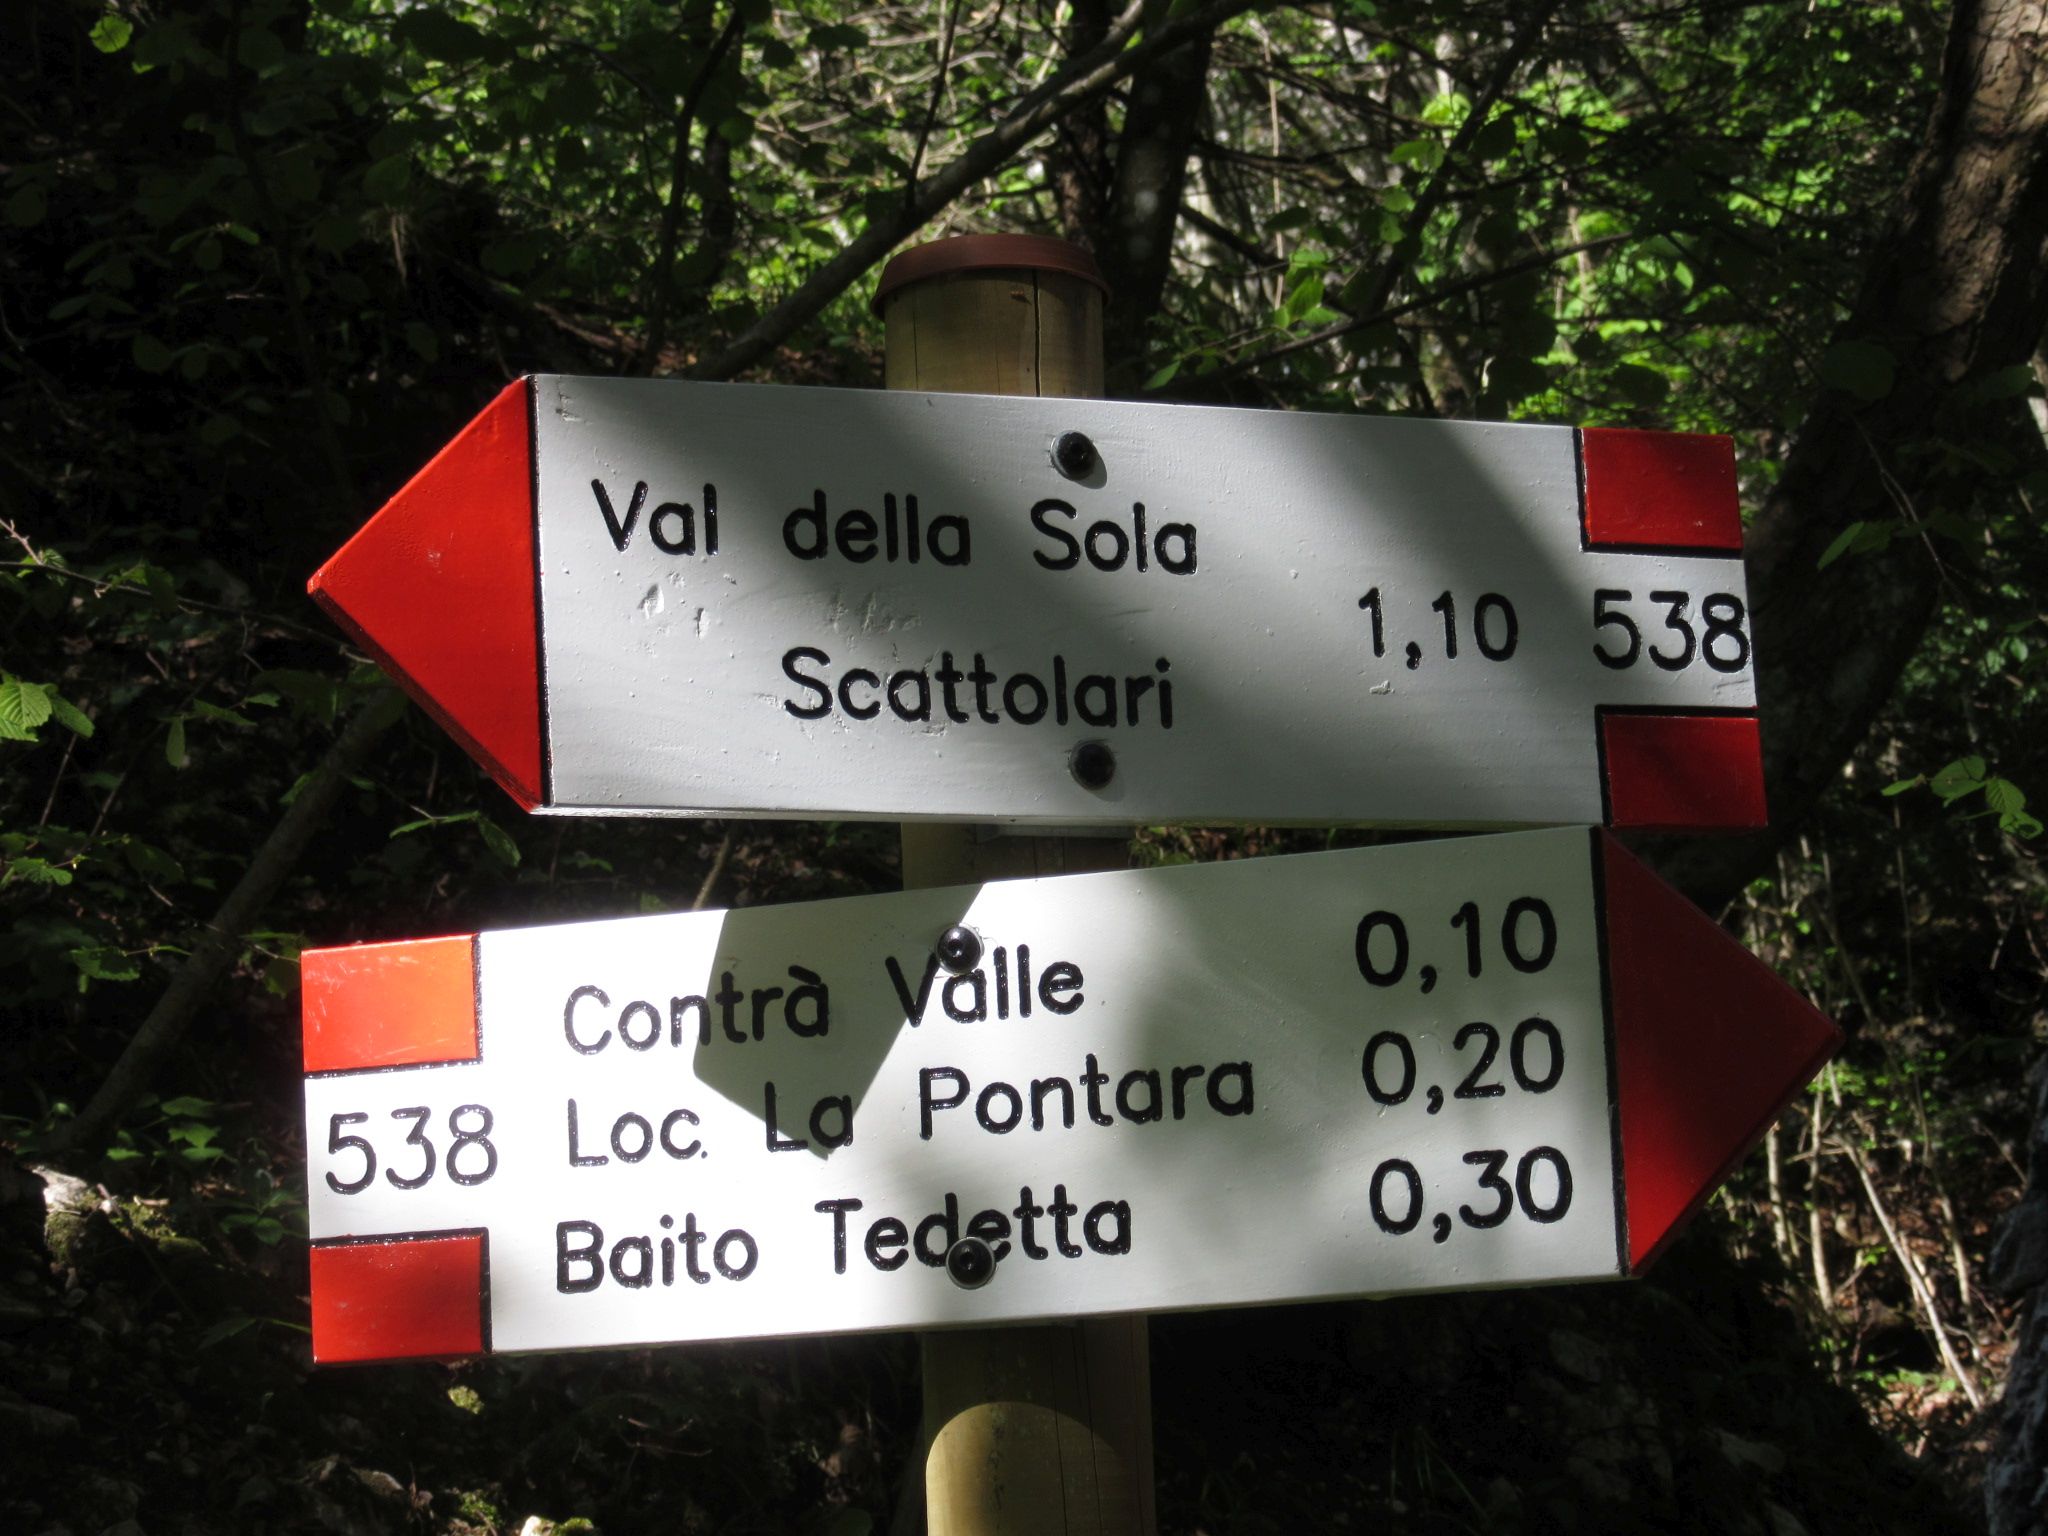 Val della Sola
Scattolari 1,10 538
Contrà Valle 0,10
538 Loc. La Pontara 0,20
Baito Tedetta 0,30